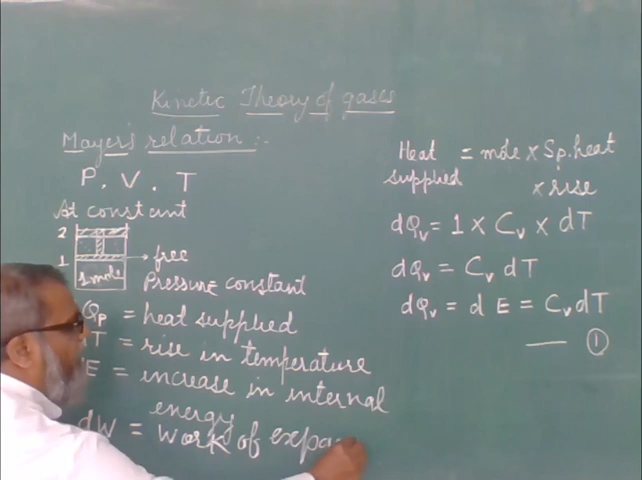 Kinetic Theory of gases
Mayer's relation :-
P. V. T
At constant
2
1 → free
1 mole
Pressure constant
Qp = heat supplied
T = rise in temperature
E = increase in internal
energy
dW = work of expa
Heat = mole x Sp. heat
supplied x rise
dQv = 1 x Cv x dT
dQv = Cv dT
dQv = d E = Cv dT
— 1